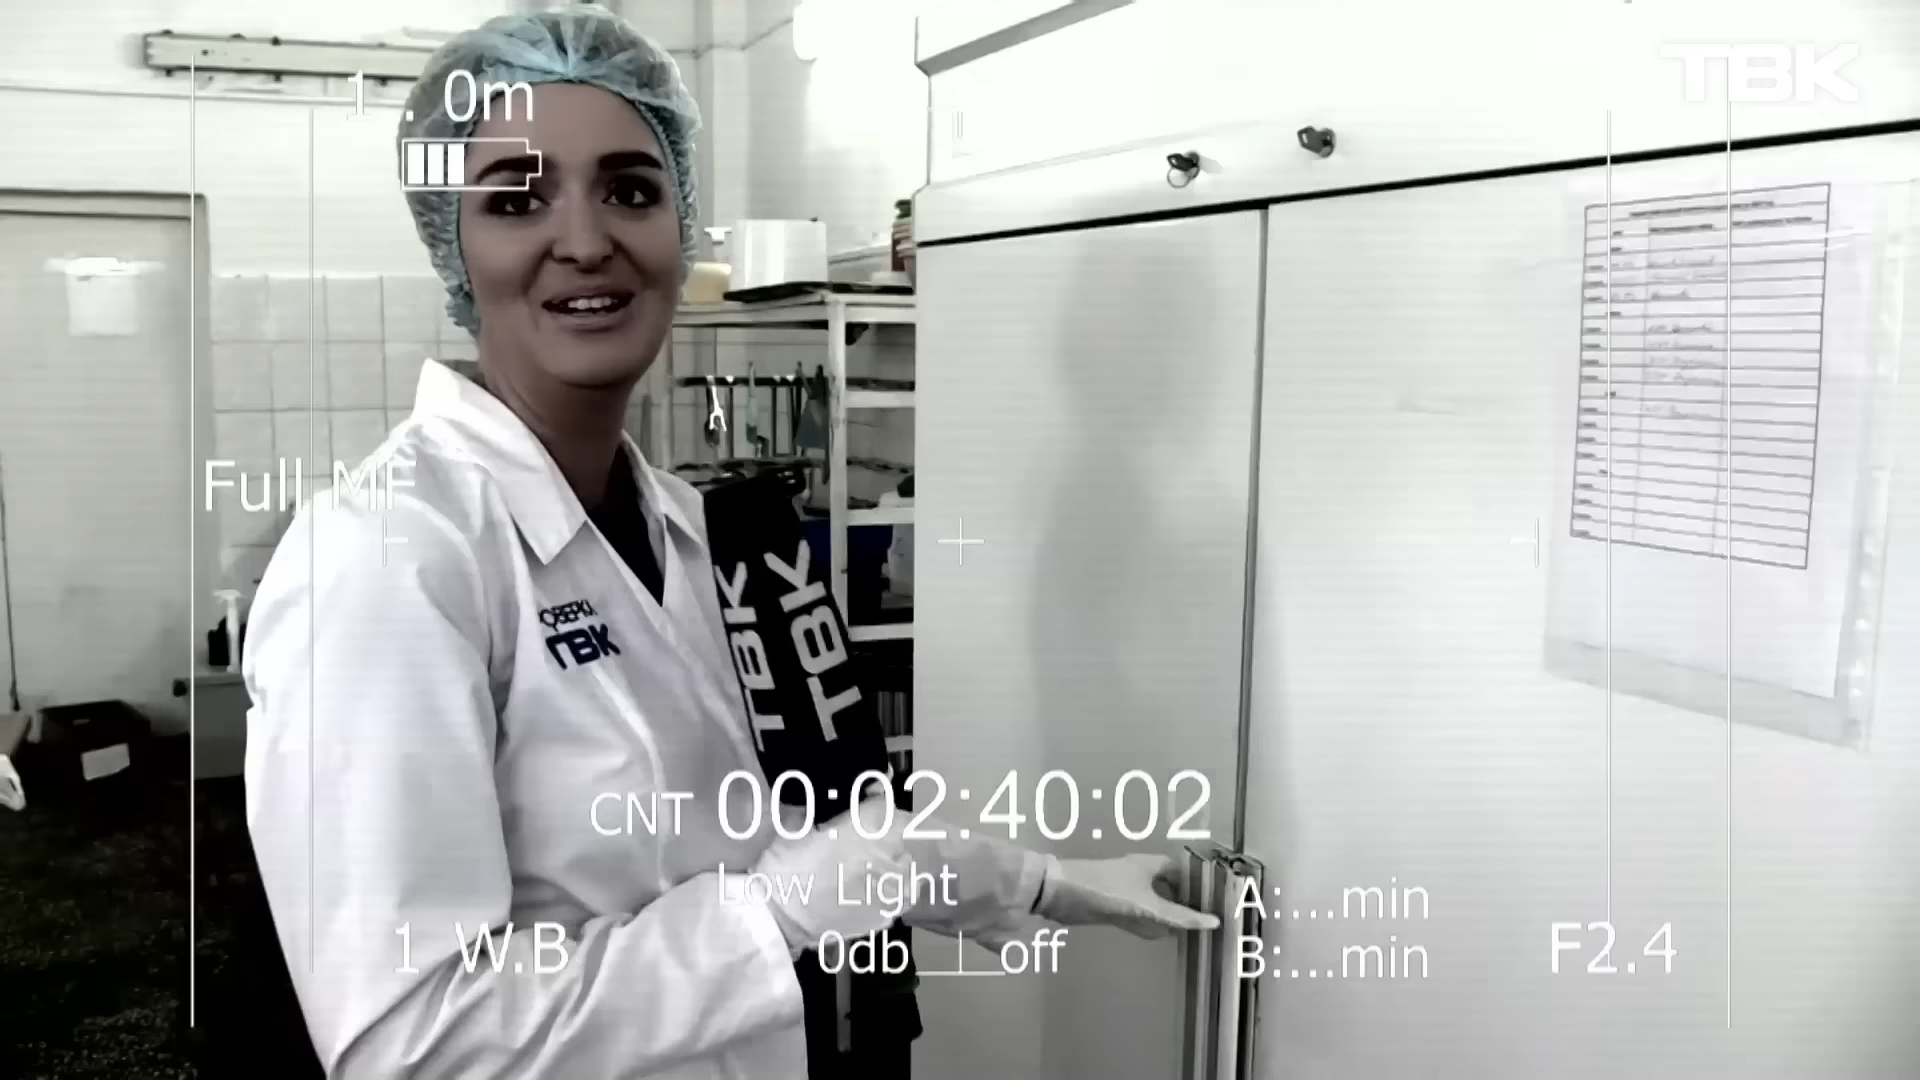 ТВК
1.0m
Full MF
ОВЕРКА
ТВК
ТВК
ТВК
CNT 00:02:40:02
Low Light
A:...min
1 W.B
0db
off
B:...min
F2.4